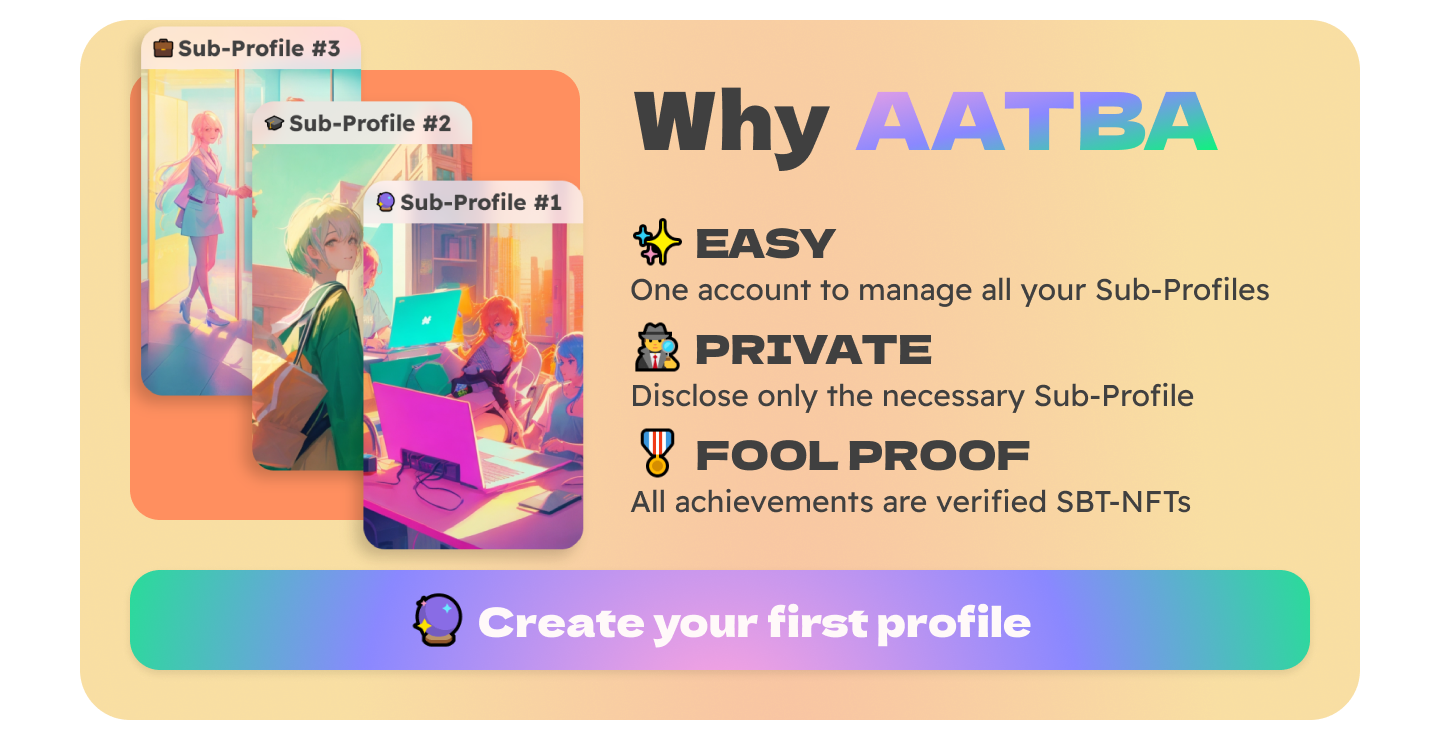 Sub-Profile #3
Sub-Profile #2
Sub-Profile #1
Why AATBA
EASY
One account to manage all your Sub-Profiles
PRIVATE
Disclose only the necessary Sub-Profile
FOOL PROOF
All achievements are verified SBT-NFTs
Create your first profile